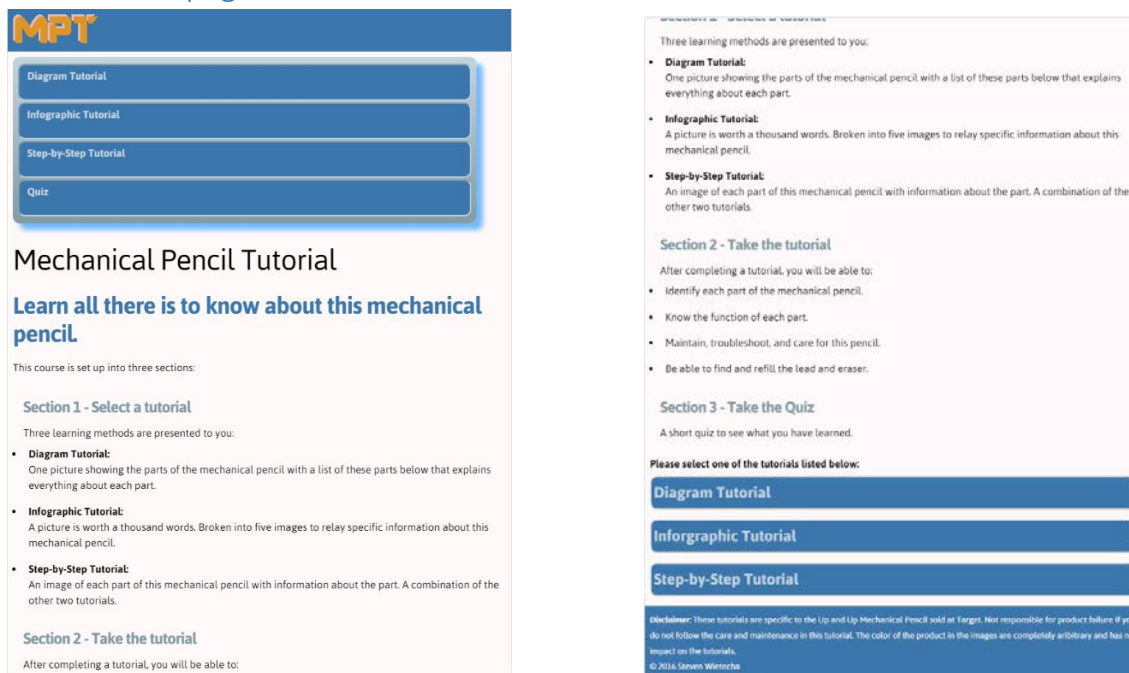 MPT
Diagram Tutorial
Infographic Tutorial
Step-by-Step Tutorial
Quiz
Mechanical Pencil Tutorial
Learn all there is to know about this mechanical
pencil.
This course is set up into three sections:
Section 1 - Select a tutorial
Three learning methods are presented to you:
Diagram Tutorial:
One picture showing the parts of the mechanical pencil with a list of these parts below that explains
everything about each part.
Infographic Tutorial:
A picture is worth a thousand words. Broken into five images to relay specific information about this
mechanical pencil.
Step-by-Step Tutorial:
An image of each part of this mechanical pencil with information about the part. A combination of the
other two tutorials.
Section 2 - Take the tutorial
After completing a tutorial, you will be able to:
Three learning methods are presented to you:
Diagram Tutorial:
One picture showing the parts of the mechanical pencil with a list of these parts below that explains
everything about each part.
Infographic Tutorial:
A picture is worth a thousand words. Broken into five images to relay specific information about this
mechanical pencil.
Step-by-Step Tutorial:
An image of each part of this mechanical pencil with information about the part. A combination of the
other two tutorials.
Section 2 - Take the tutorial
After completing a tutorial, you will be able to:
Identify each part of the mechanical pencil.
Know the function of each part.
Maintain, troubleshoot, and care for this pencil.
Be able to find and refill the lead and eraser.
Section 3 - Take the Quiz
A short quiz to see what you have learned.
Please select one of the tutorials listed below:
Diagram Tutorial
Inforgraphic Tutorial
Step-by-Step Tutorial
Disclaimer: These tutorials are specific to the Up and Up Mechanical Pencil sold at Target. Not responsible for product failure if
do not follow the care and maintenance in this tutorial. The color of the product in the images are completely aribitrary and has
impact on the tutorials.
© 2016 Steven Wietecha